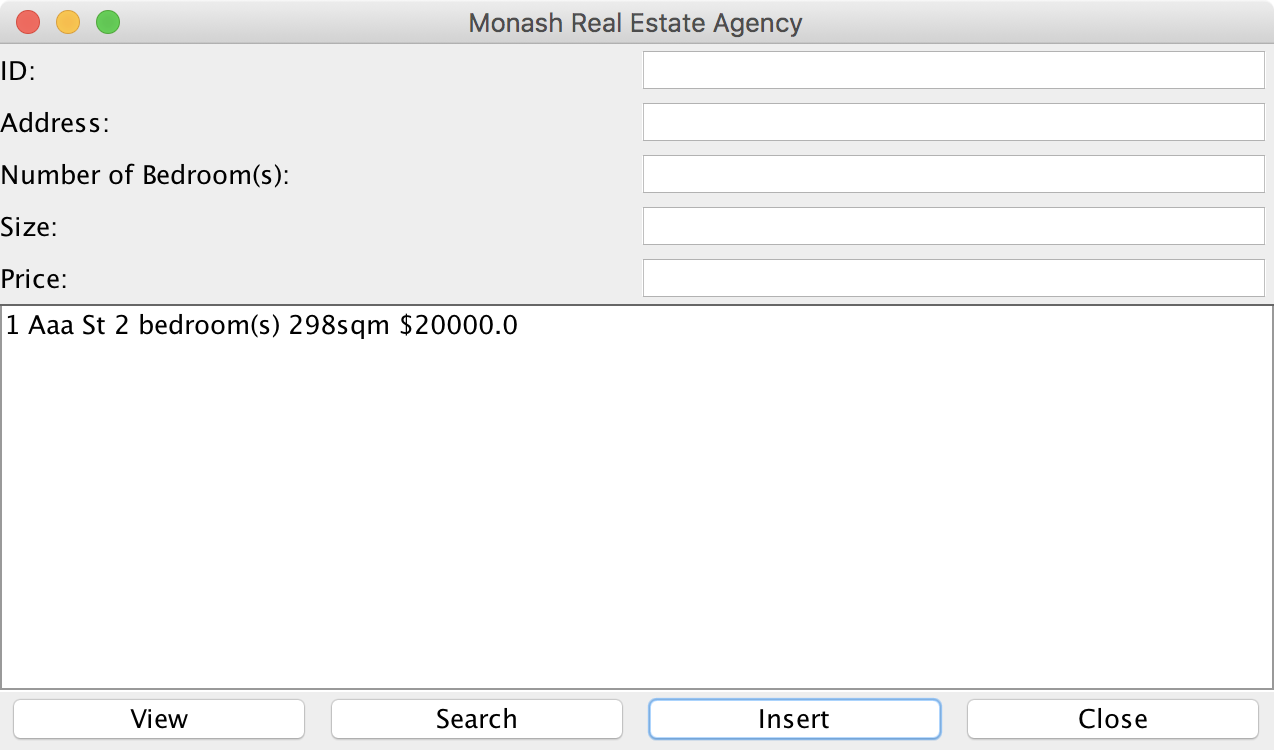 Monash Real Estate Agency
ID:
Address:
Number of Bedroom(s):
Size:
Price:
1 Aaa St 2 bedroom(s) 298sqm $20000.0
View Search Insert Close